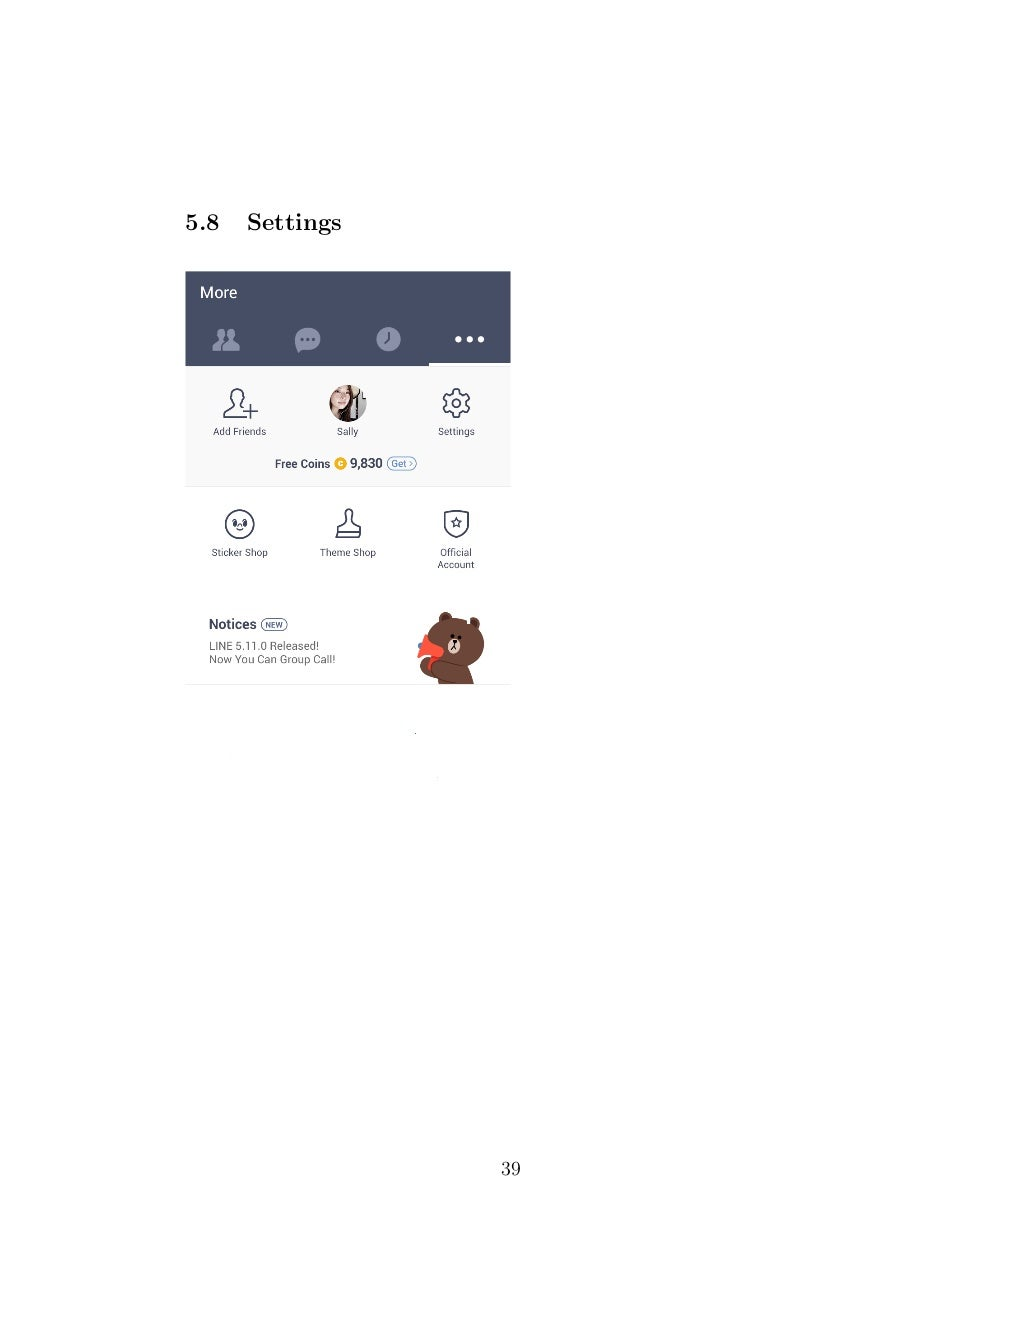 5.8 Settings
More
Add Friends
Sally
Settings
Free Coins C 9,830 Get >
Sticker Shop
Theme Shop
Official
Account
Notices NEW
LINE 5.11.0 Released!
Now You Can Group Call!
39